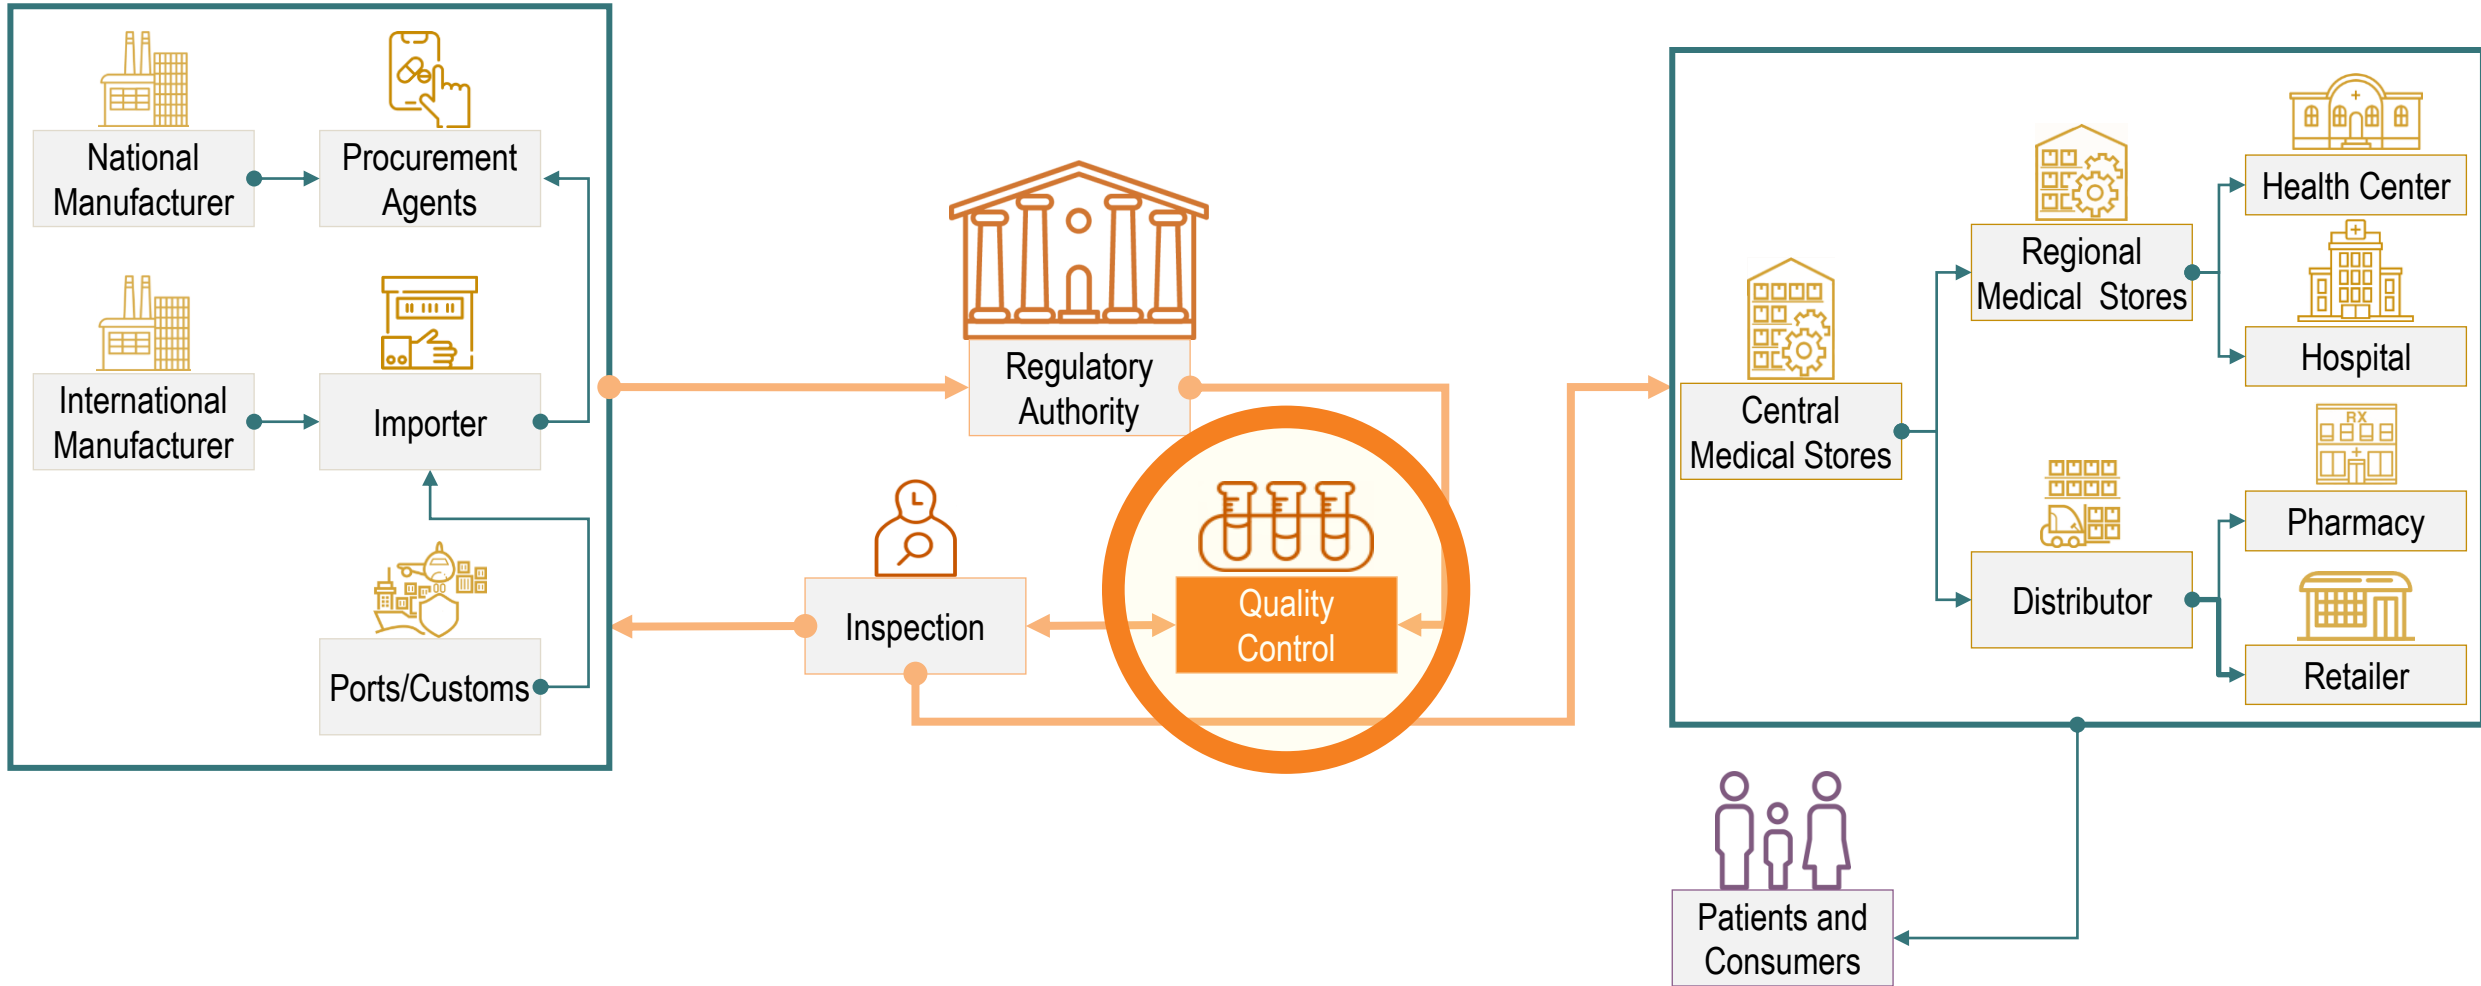 National
Manufacturer
Procurement
Agents
International
Manufacturer
Importer
Ports/Customs
Regulatory
Authority
Inspection
Quality
Control
Central
Medical Stores
Regional
Medical Stores
Distributor
Health Center
Hospital
RX
Pharmacy
Retailer
Patients and
Consumers